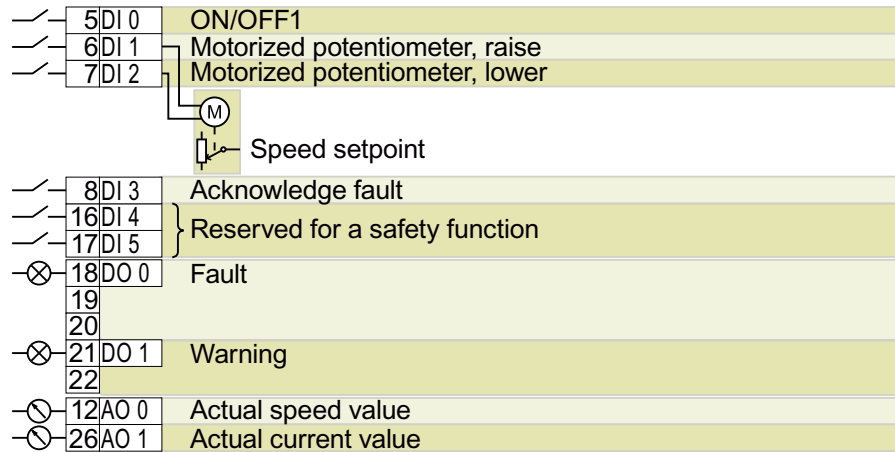 5 DI 0 ON/OFF1
6 DI 1 Motorized potentiometer, raise
7 DI 2 Motorized potentiometer, lower
M
Speed setpoint
8 DI 3 Acknowledge fault
16 DI 4
Reserved for a safety function
17 DI 5
18 DO 0 Fault
19
20
21 DO 1 Warning
22
12 AO 0 Actual speed value
26 AO 1 Actual current value